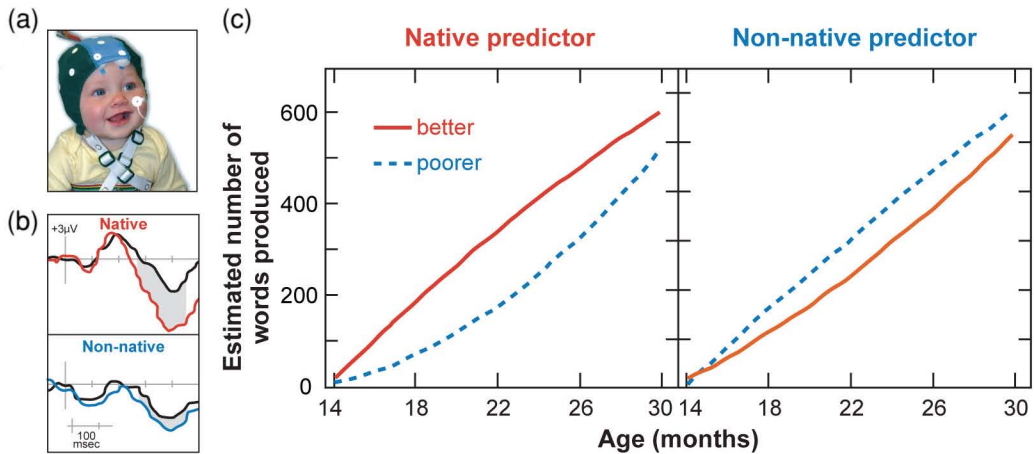 (a)
(b)
Native
+3μV
Non-native
100
msec
(c)
Native predictor
Non-native predictor
Estimated number of
words produced
600
400
200
0
better
poorer
14
18
22
26
30
14
18
22
26
30
Age (months)